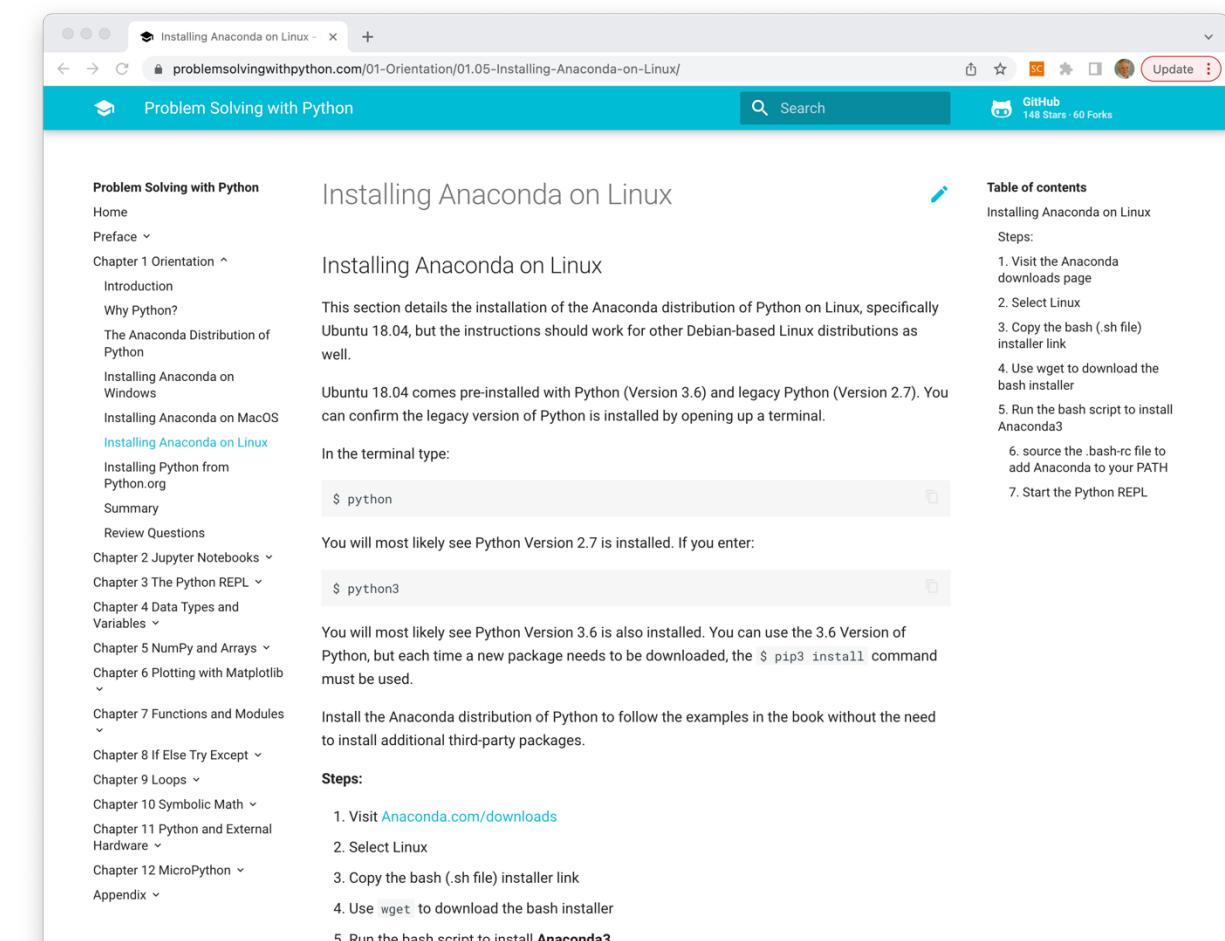 Installing Anaconda on Linux -
problemsolvingwithpython.com/01-Orientation/01.05-Installing-Anaconda-on-Linux/
SC
Update
Problem Solving with Python
Search
GitHub
148 Stars · 60 Forks
Problem Solving with Python
Home
Preface
Chapter 1 Orientation
Introduction
Why Python?
The Anaconda Distribution of
Python
Installing Anaconda on
Windows
Installing Anaconda on MacOS
Installing Anaconda on Linux
Installing Python from
Python.org
Summary
Review Questions
Chapter 2 Jupyter Notebooks
Chapter 3 The Python REPL
Chapter 4 Data Types and
Variables
Chapter 5 NumPy and Arrays
Chapter 6 Plotting with Matplotlib
Chapter 7 Functions and Modules
Chapter 8 If Else Try Except
Chapter 9 Loops
Chapter 10 Symbolic Math
Chapter 11 Python and External
Hardware
Chapter 12 MicroPython
Appendix
Installing Anaconda on Linux
Installing Anaconda on Linux
This section details the installation of the Anaconda distribution of Python on Linux, specifically
Ubuntu 18.04, but the instructions should work for other Debian-based Linux distributions as
well.
Ubuntu 18.04 comes pre-installed with Python (Version 3.6) and legacy Python (Version 2.7). You
can confirm the legacy version of Python is installed by opening up a terminal.
In the terminal type:
$ python
You will most likely see Python Version 2.7 is installed. If you enter:
$ python3
You will most likely see Python Version 3.6 is also installed. You can use the 3.6 Version of
Python, but each time a new package needs to be downloaded, the $ pip3 install command
must be used.
Install the Anaconda distribution of Python to follow the examples in the book without the need
to install additional third-party packages.
Steps:
1. Visit Anaconda.com/downloads
2. Select Linux
3. Copy the bash (.sh file) installer link
4. Use wget to download the bash installer
5. Run the bash script to install Anaconda3
Table of contents
Installing Anaconda on Linux
Steps:
1. Visit the Anaconda
downloads page
2. Select Linux
3. Copy the bash (.sh file)
installer link
4. Use wget to download the
bash installer
5. Run the bash script to install
Anaconda3
6. source the .bash-rc file to
add Anaconda to your PATH
7. Start the Python REPL